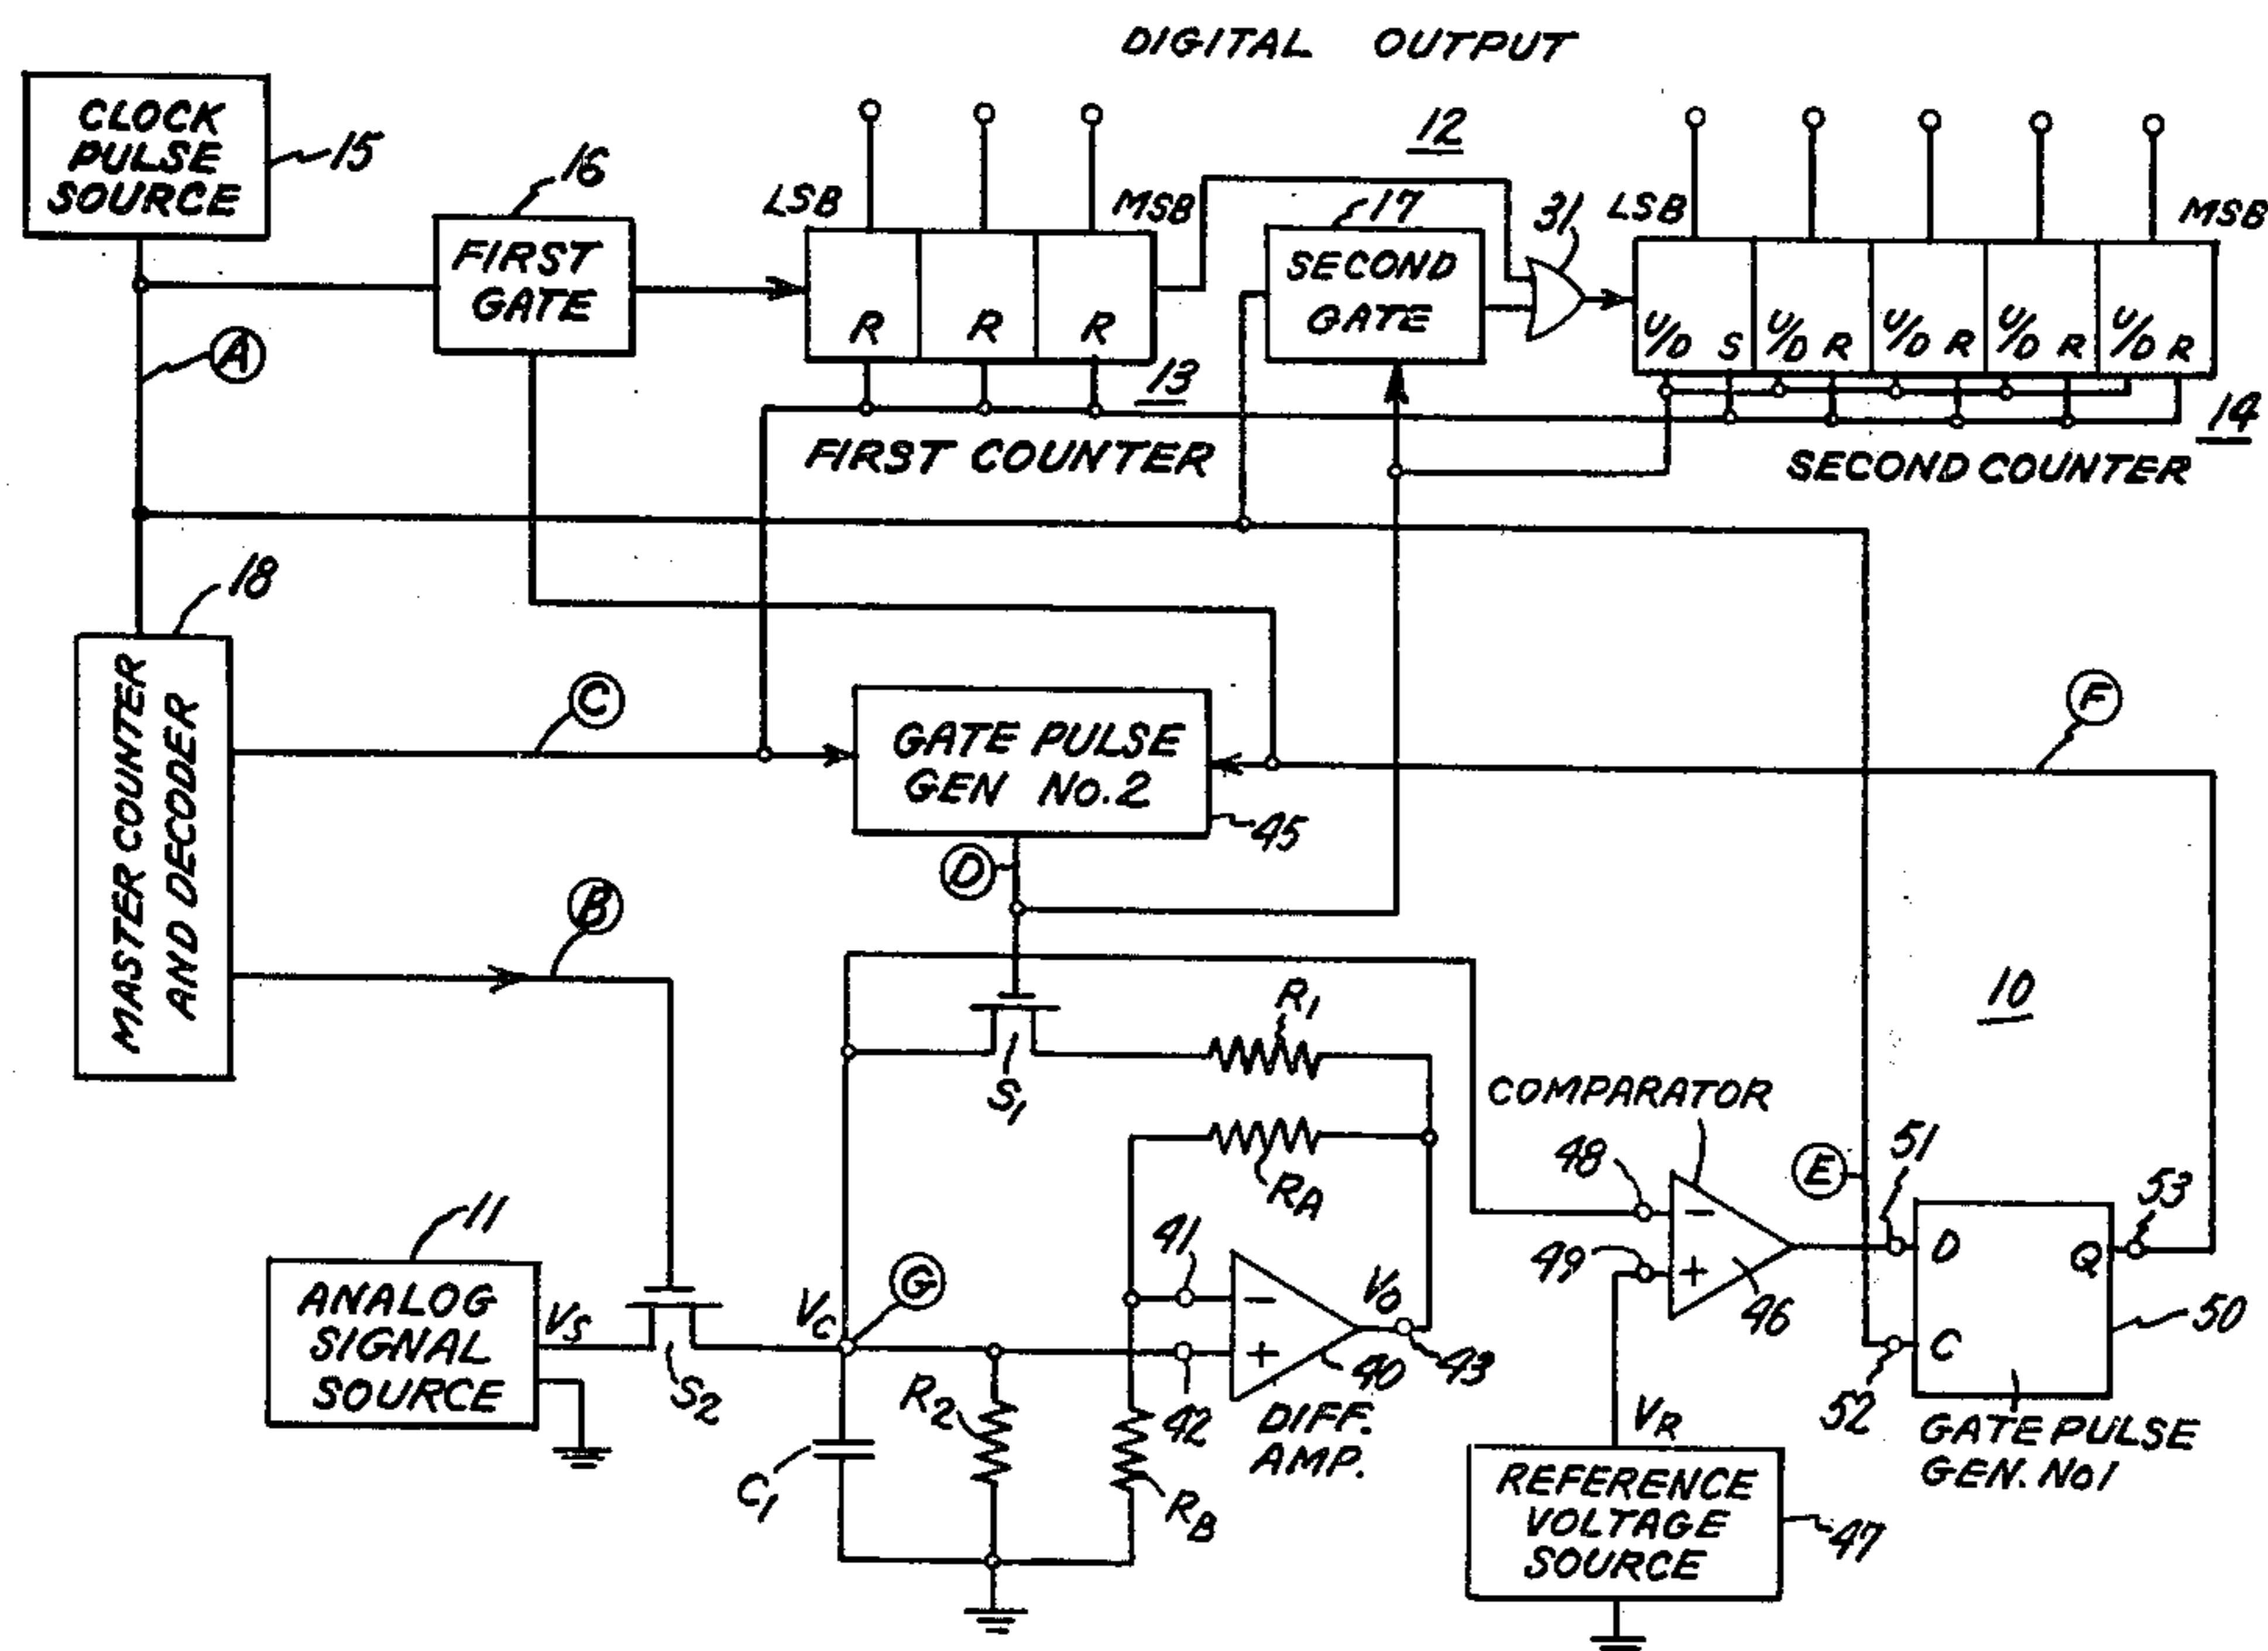 DIGITAL OUTPUT
CLOCK
PULSE
SOURCE
15
16
FIRST
GATE
LSB
MSB
R R R
13
FIRST COUNTER
12
17
SECOND
GATE
31
LSB
MSB
U/D S U/D R U/D R U/D R U/D R
14
SECOND COUNTER
A
18
MASTER COUNTER
AND DECODER
C
GATE PULSE
GEN No.2
45
F
D
B
10
S1
R1
RA
COMPARATOR
48
49
46
E
51
53
D
Q
C
50
52
GATE PULSE
GEN. No1
11
ANALOG
SIGNAL
SOURCE
VS
S2
VC
G
41
42
VO
40
43
DIFF.
AMP.
C1
R2
RB
VR
REFERENCE
VOLTAGE
SOURCE
47
- +
- +